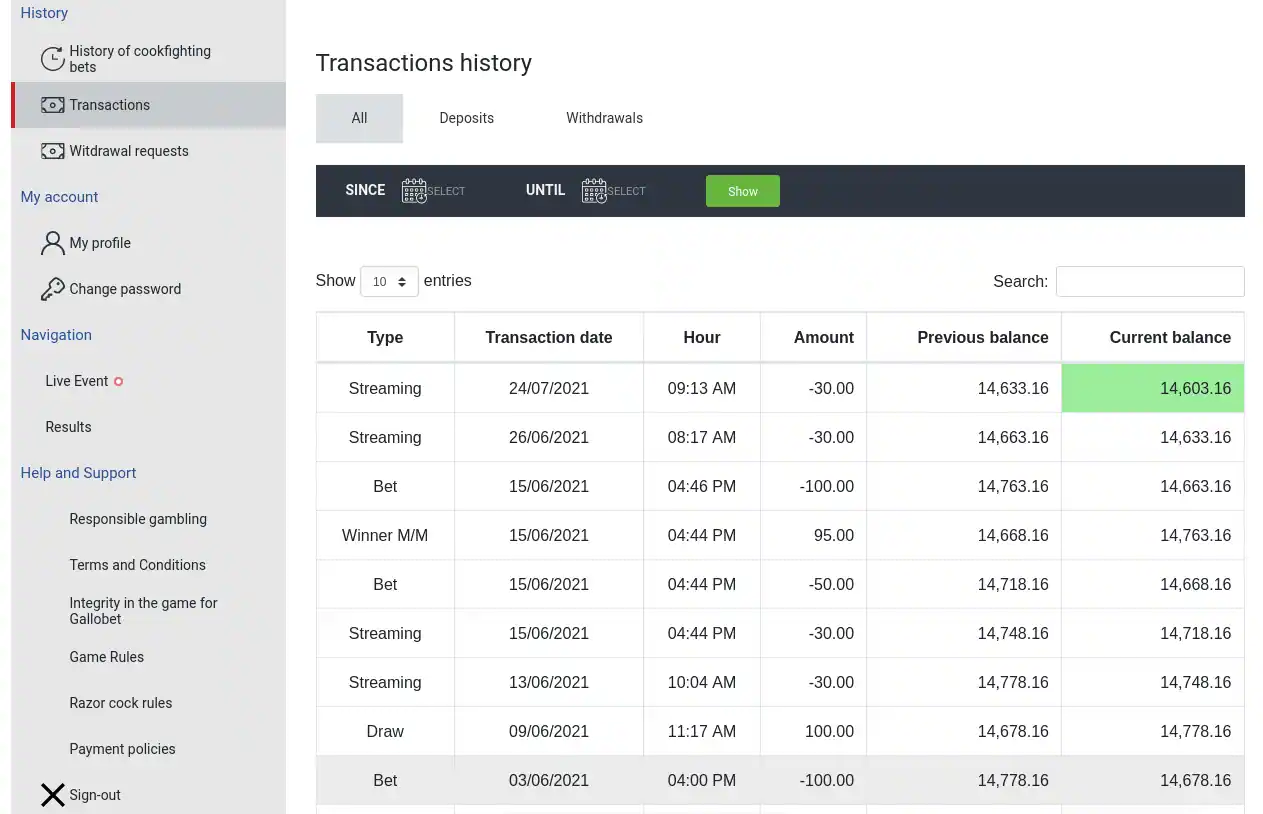 History
History of cookfighting
bets
Transactions
Witdrawal requests
My account
My profile
Change password
Navigation
Live Event
Results
Help and Support
Responsible gambling
Terms and Conditions
Integrity in the game for
Gallobet
Game Rules
Razor cock rules
Payment policies
Sign-out
Transactions history
All Deposits Withdrawals
SINCE SELECT UNTIL SELECT Show
Show 10 entries Search:
Type Transaction date Hour Amount Previous balance Current balance
Streaming 24/07/2021 09:13 AM -30.00 14,633.16 14,603.16
Streaming 26/06/2021 08:17 AM -30.00 14,663.16 14,633.16
Bet 15/06/2021 04:46 PM -100.00 14,763.16 14,663.16
Winner M/M 15/06/2021 04:44 PM 95.00 14,668.16 14,763.16
Bet 15/06/2021 04:44 PM -50.00 14,718.16 14,668.16
Streaming 15/06/2021 04:44 PM -30.00 14,748.16 14,718.16
Streaming 13/06/2021 10:04 AM -30.00 14,778.16 14,748.16
Draw 09/06/2021 11:17 AM 100.00 14,678.16 14,778.16
Bet 03/06/2021 04:00 PM -100.00 14,778.16 14,678.16